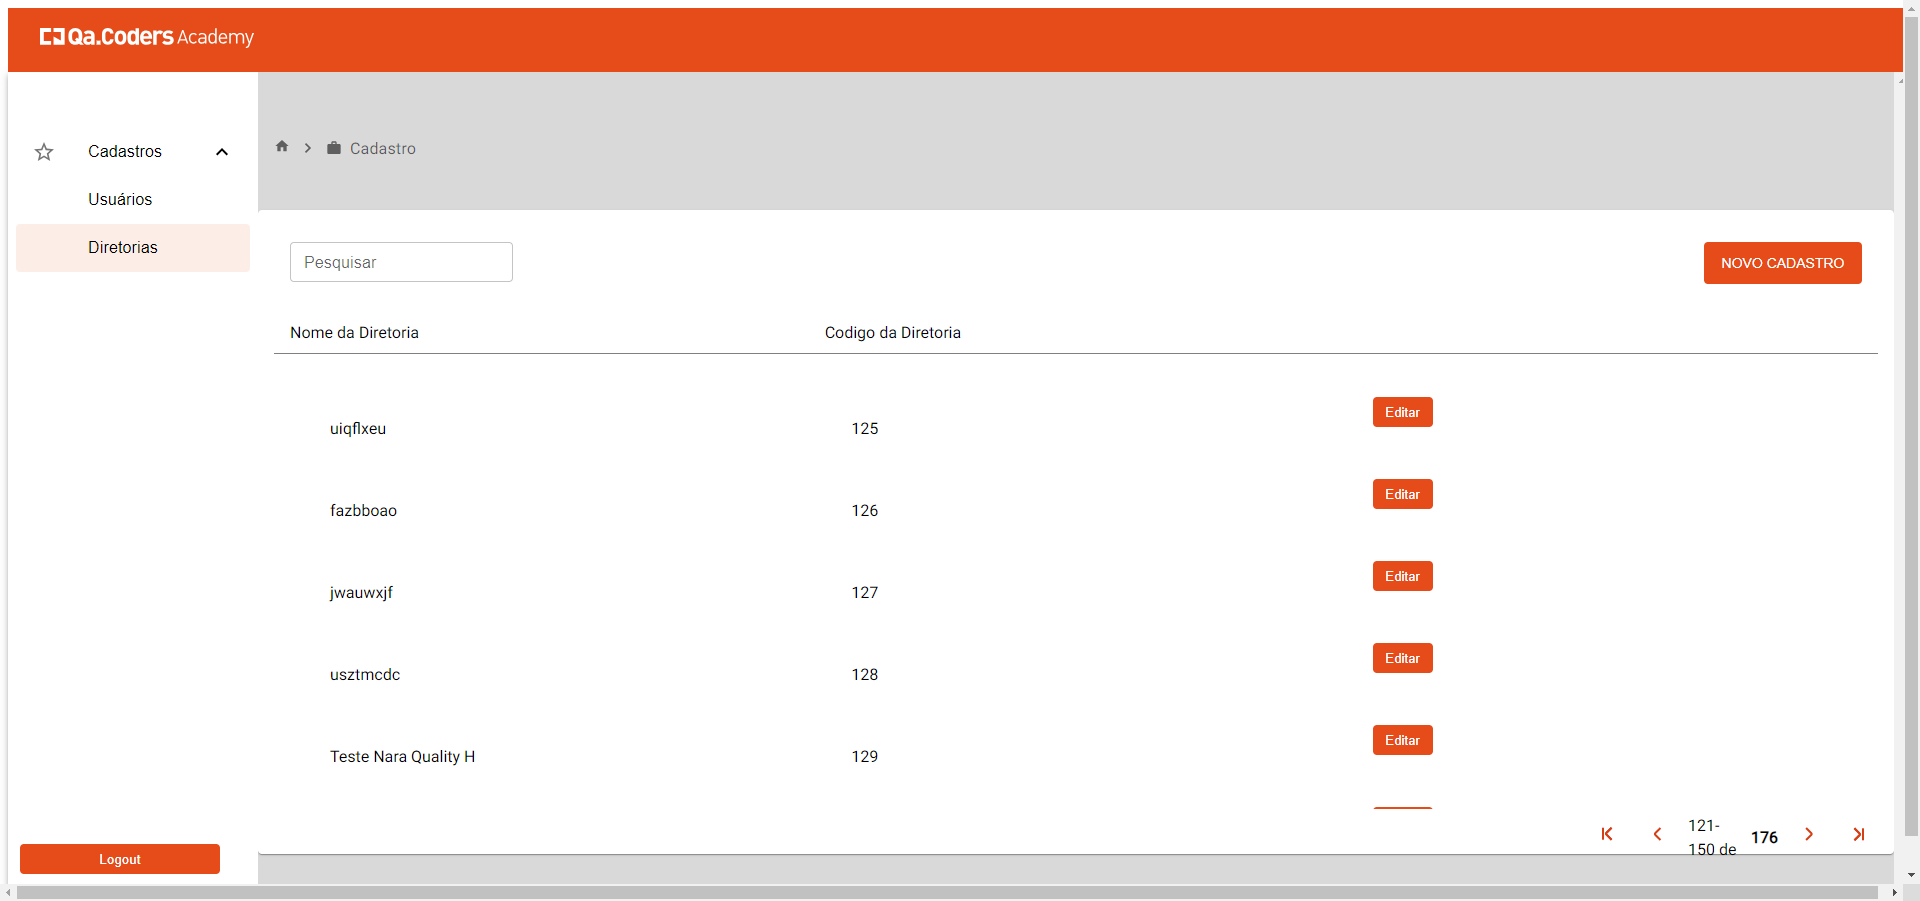 Qa.Coders Academy
Cadastros
Usuários
Diretorias
Cadastro
Pesquisar
NOVO CADASTRO
Nome da Diretoria Codigo da Diretoria
uiqflxeu 125 Editar
fazbboao 126 Editar
jwauwxjf 127 Editar
usztmcdc 128 Editar
Teste Nara Quality H 129 Editar
121-
150 de 176
Logout